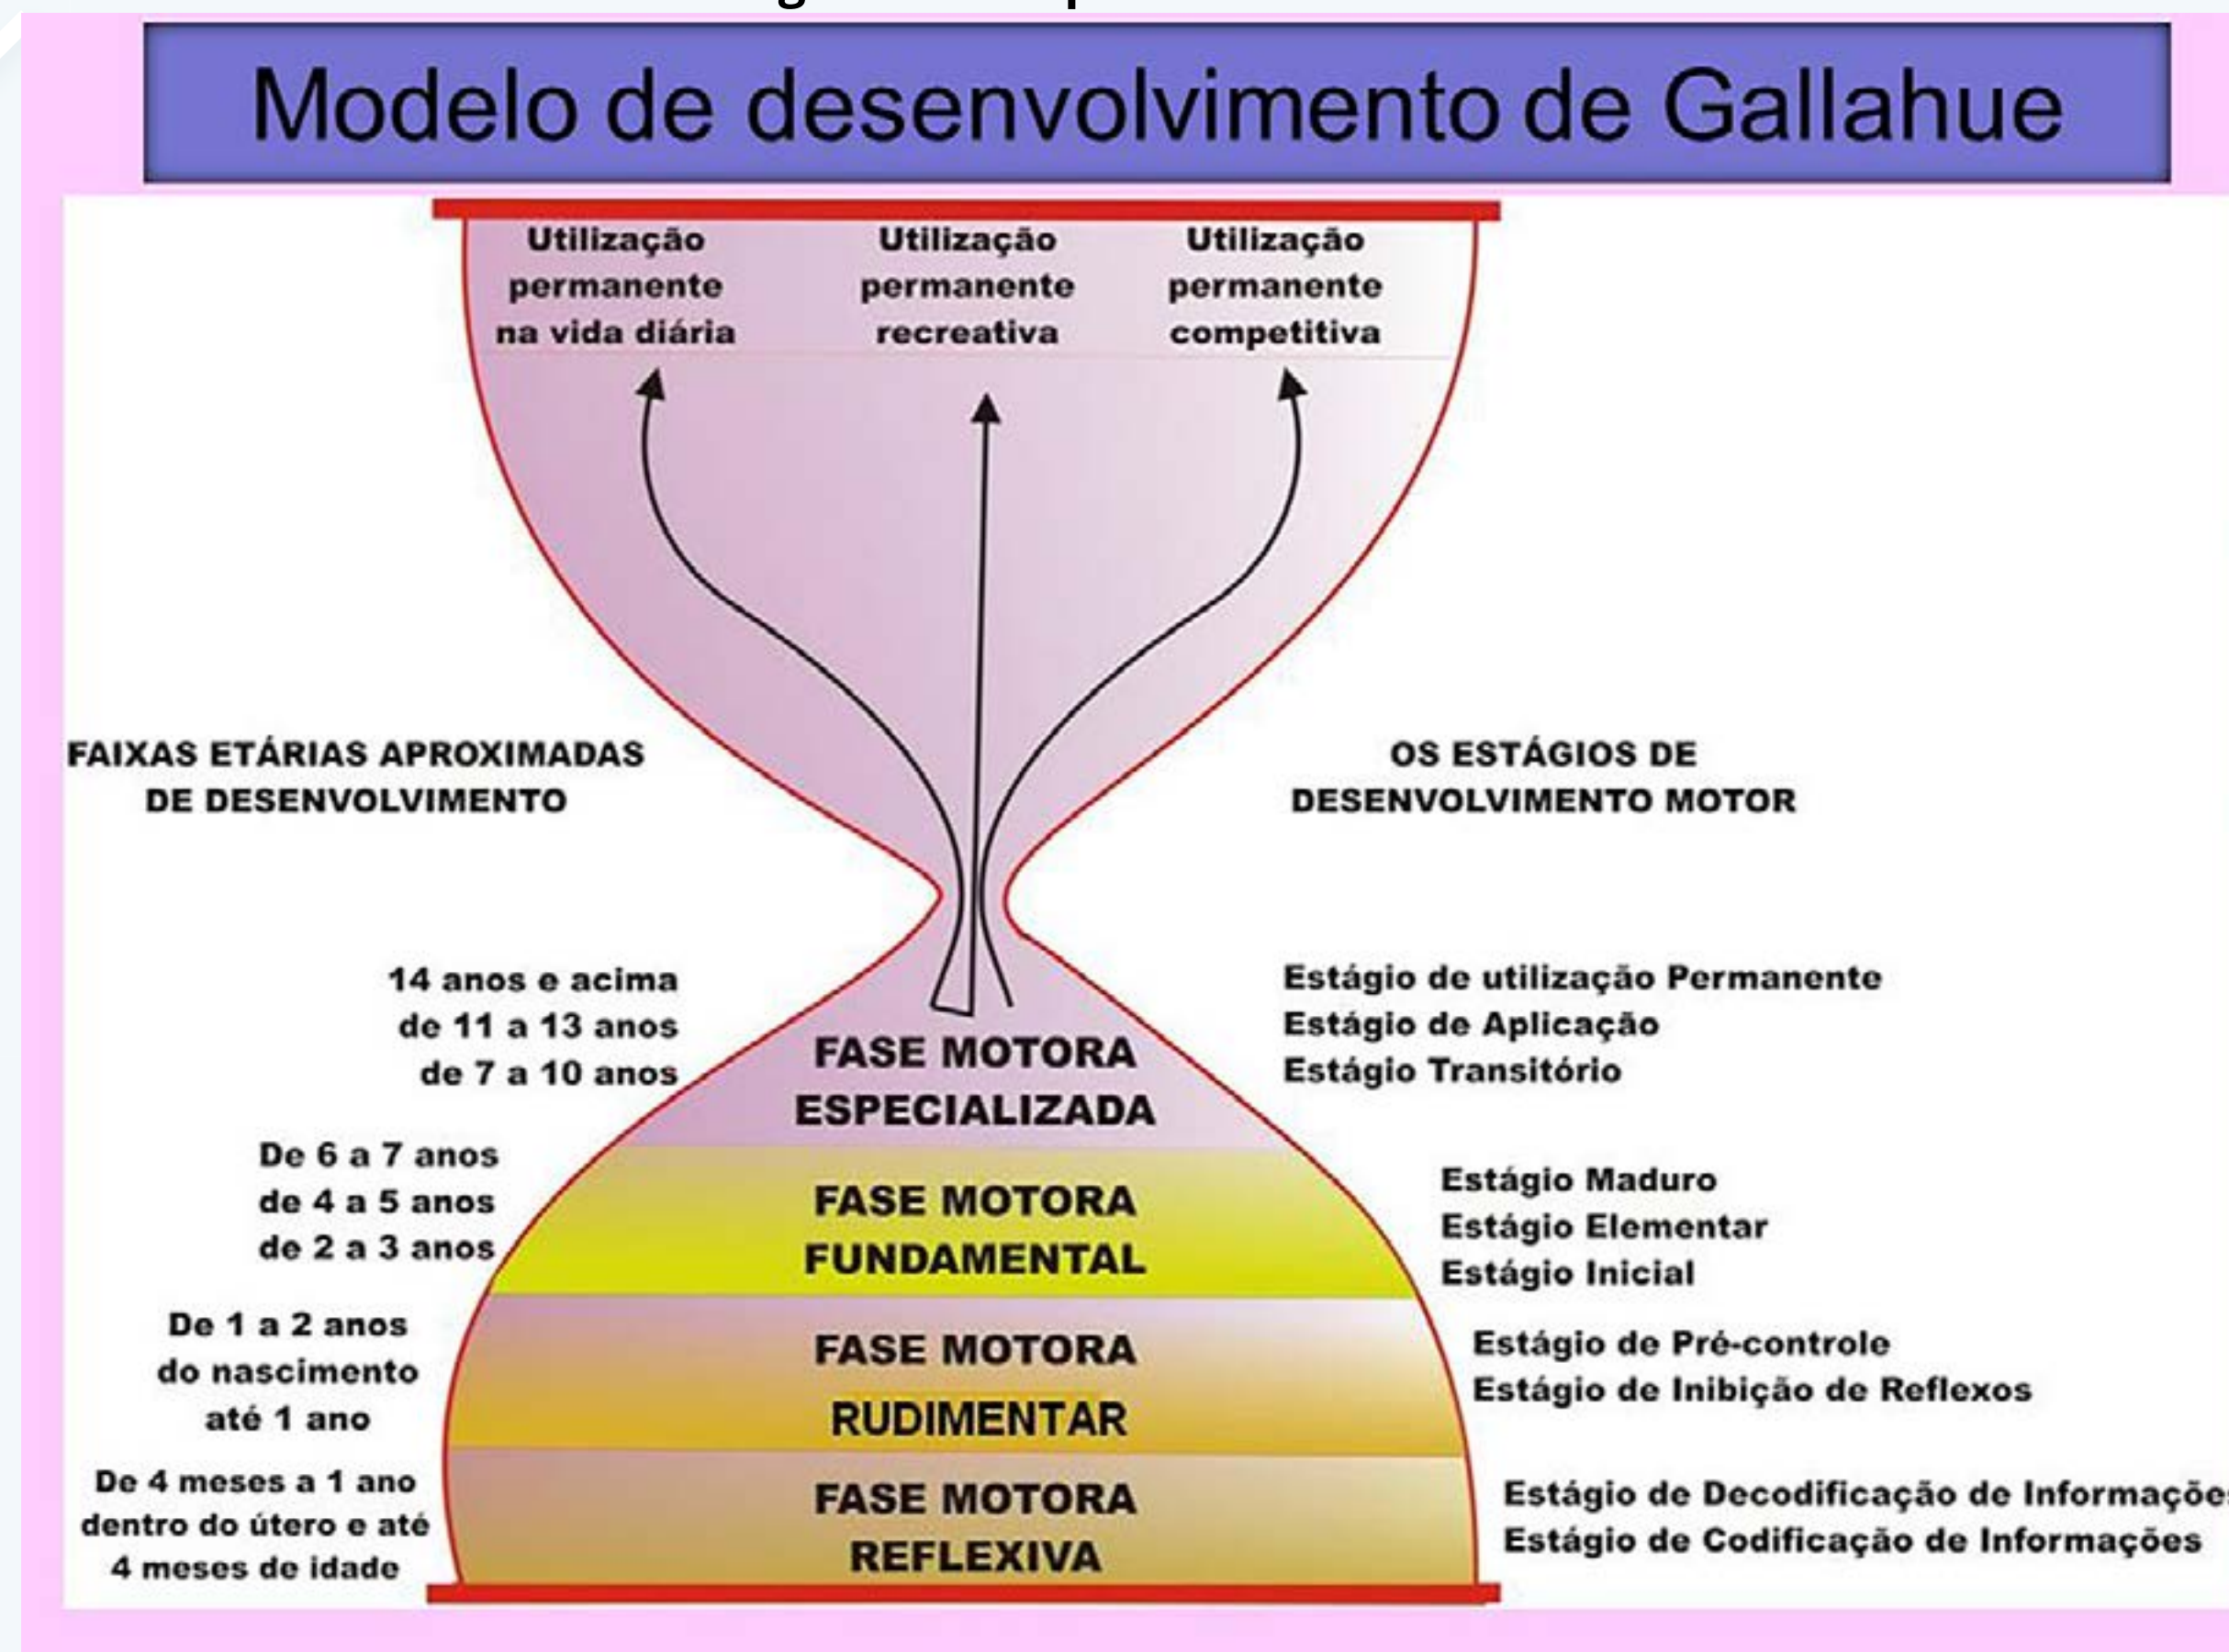 Modelo de desenvolvimento de Gallahue
Utilização
permanente
na vida diária
Utilização
permanente
recreativa
Utilização
permanente
competitiva
FAIXAS ETÁRIAS APROXIMADAS
DE DESENVOLVIMENTO
OS ESTÁGIOS DE
DESENVOLVIMENTO MOTOR
14 anos e acima
de 11 a 13 anos
de 7 a 10 anos
FASE MOTORA
ESPECIALIZADA
Estágio de utilização Permanente
Estágio de Aplicação
Estágio Transitório
De 6 a 7 anos
de 4 a 5 anos
de 2 a 3 anos
FASE MOTORA
FUNDAMENTAL
Estágio Maduro
Estágio Elementar
Estágio Inicial
De 1 a 2 anos
do nascimento
até 1 ano
FASE MOTORA
RUDIMENTAR
Estágio de Pré-controle
Estágio de Inibição de Reflexos
De 4 meses a 1 ano
dentro do útero e até
4 meses de idade
FASE MOTORA
REFLEXIVA
Estágio de Decodificação de Informações
Estágio de Codificação de Informações